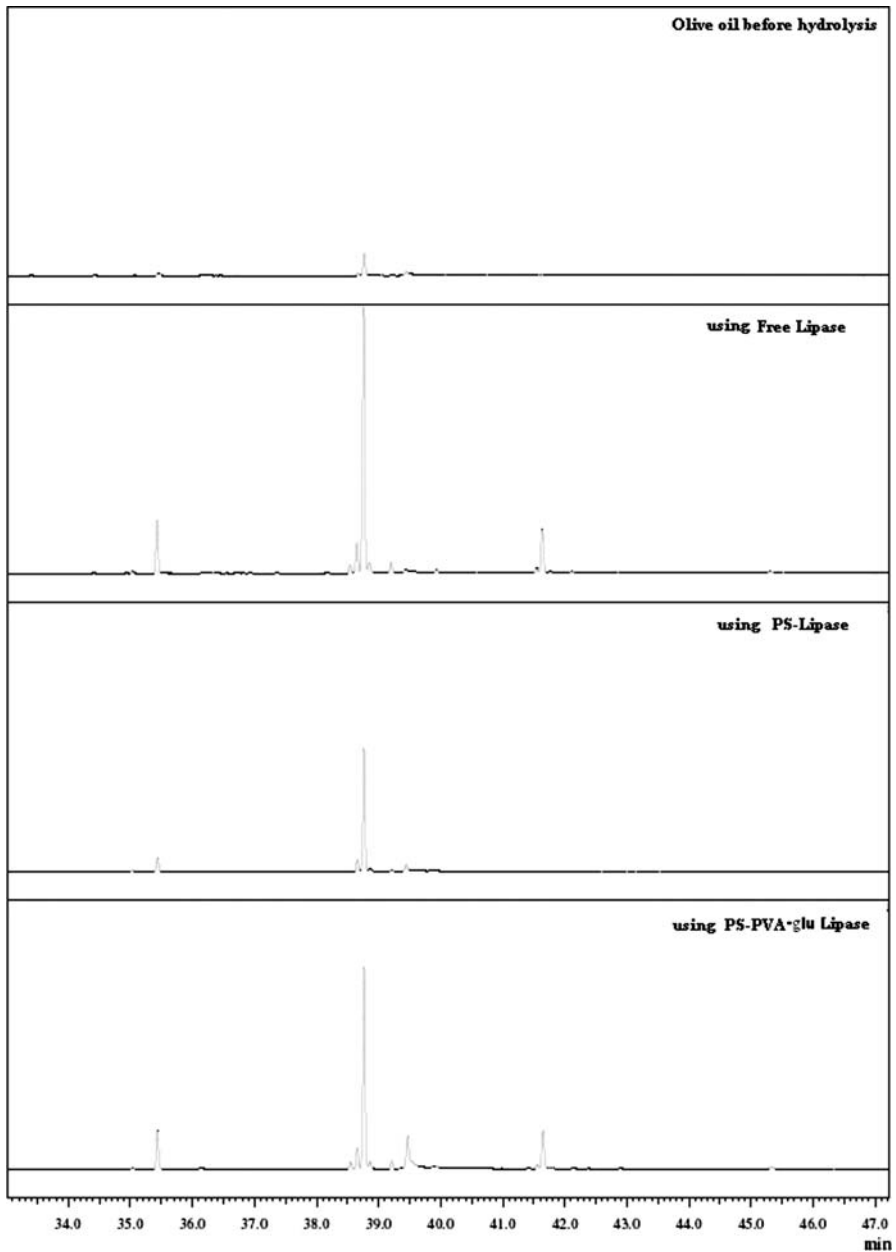 Olive oil before hydrolysis
using Free Lipase
using PS-Lipase
using PS-PVA-glu Lipase
34.0 35.0 36.0 37.0 38.0 39.0 40.0 41.0 42.0 43.0 44.0 45.0 46.0 47.0
min